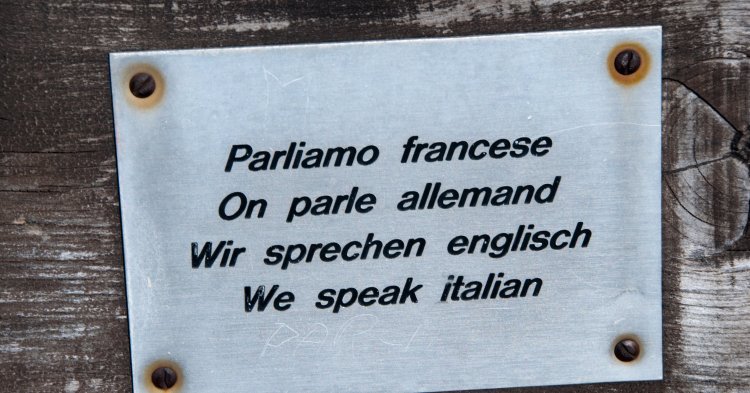 Parliamo francese
On parle allemand
Wir sprechen englisch
We speak italian